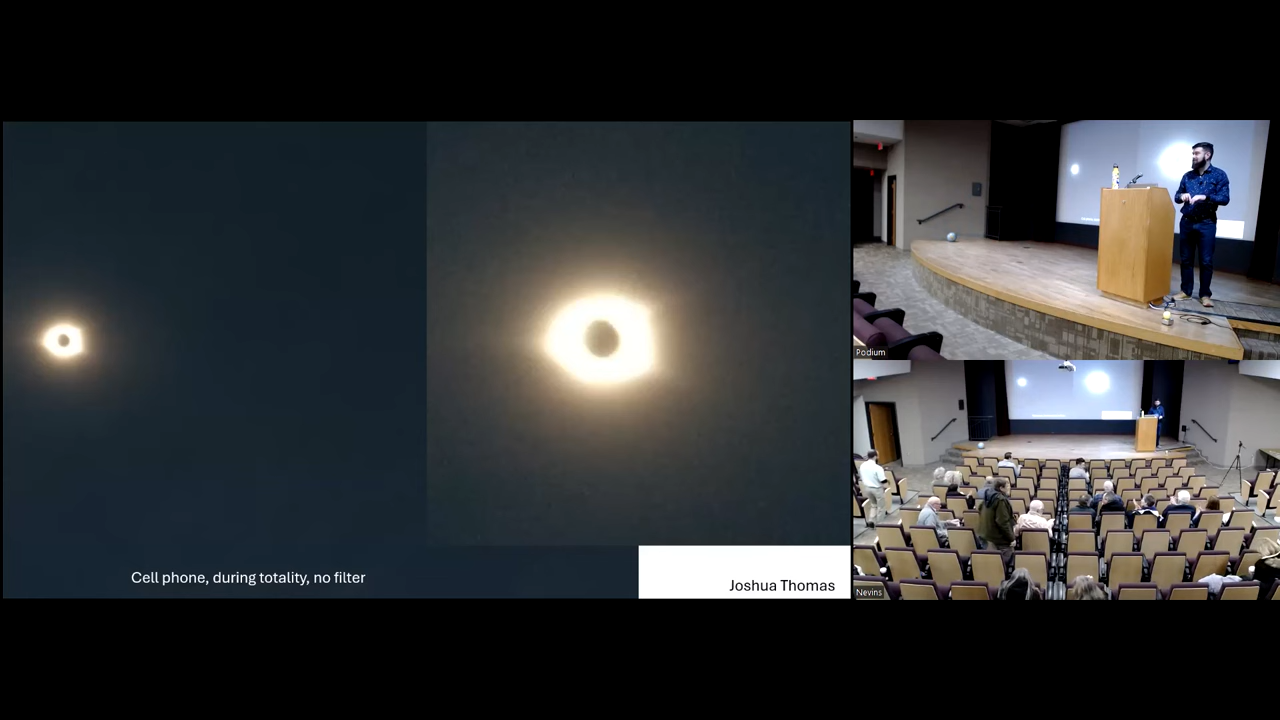 Cell phone, during totality, no filter
Joshua Thomas
Podium
Nevins